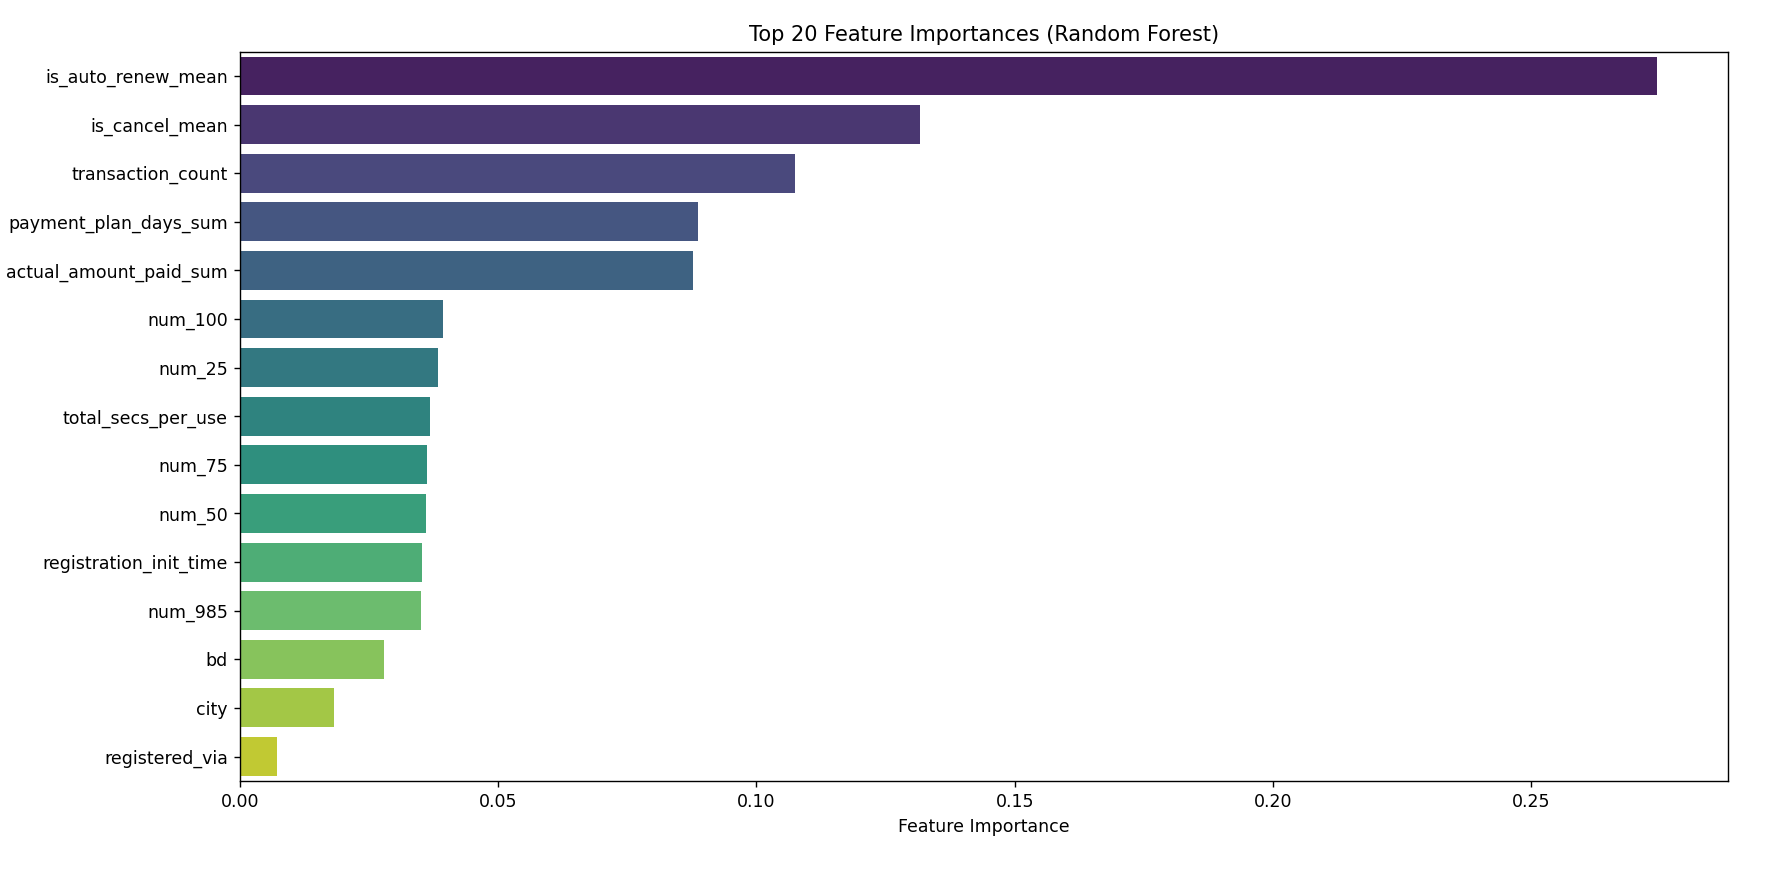 Top 20 Feature Importances (Random Forest)
is_auto_renew_mean
is_cancel_mean
transaction_count
payment_plan_days_sum
actual_amount_paid_sum
num_100
num_25
total_secs_per_use
num_75
num_50
registration_init_time
num_985
bd
city
registered_via
0.00 0.05 0.10 0.15 0.20 0.25
Feature Importance